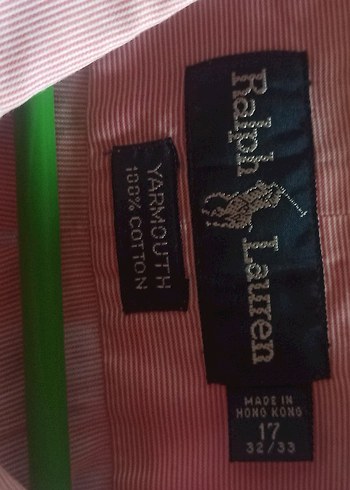 Ralph Lauren
YARMOUTH
100% COTTON
MADE IN
HONG KONG
17
32/33